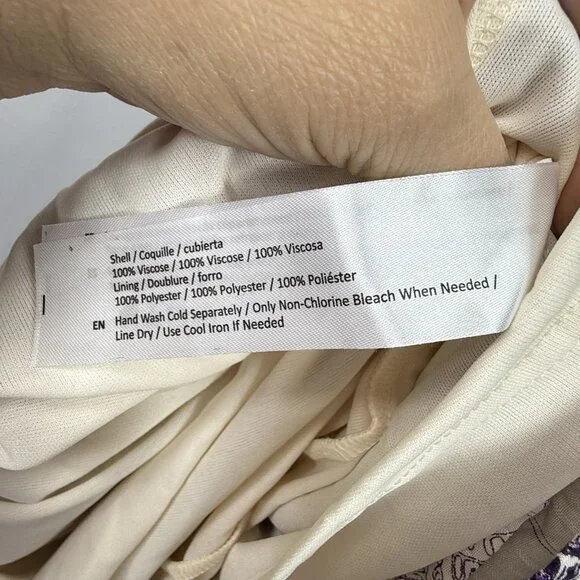 Shell / Coquille / cubierta
100% Viscose / 100% Viscose / 100% Viscosa
Lining / Doublure / forro
100% Polyester / 100% Polyester / 100% Poliéster
EN Hand Wash Cold Separately / Only Non-Chlorine Bleach When Needed /
Line Dry / Use Cool Iron If Needed